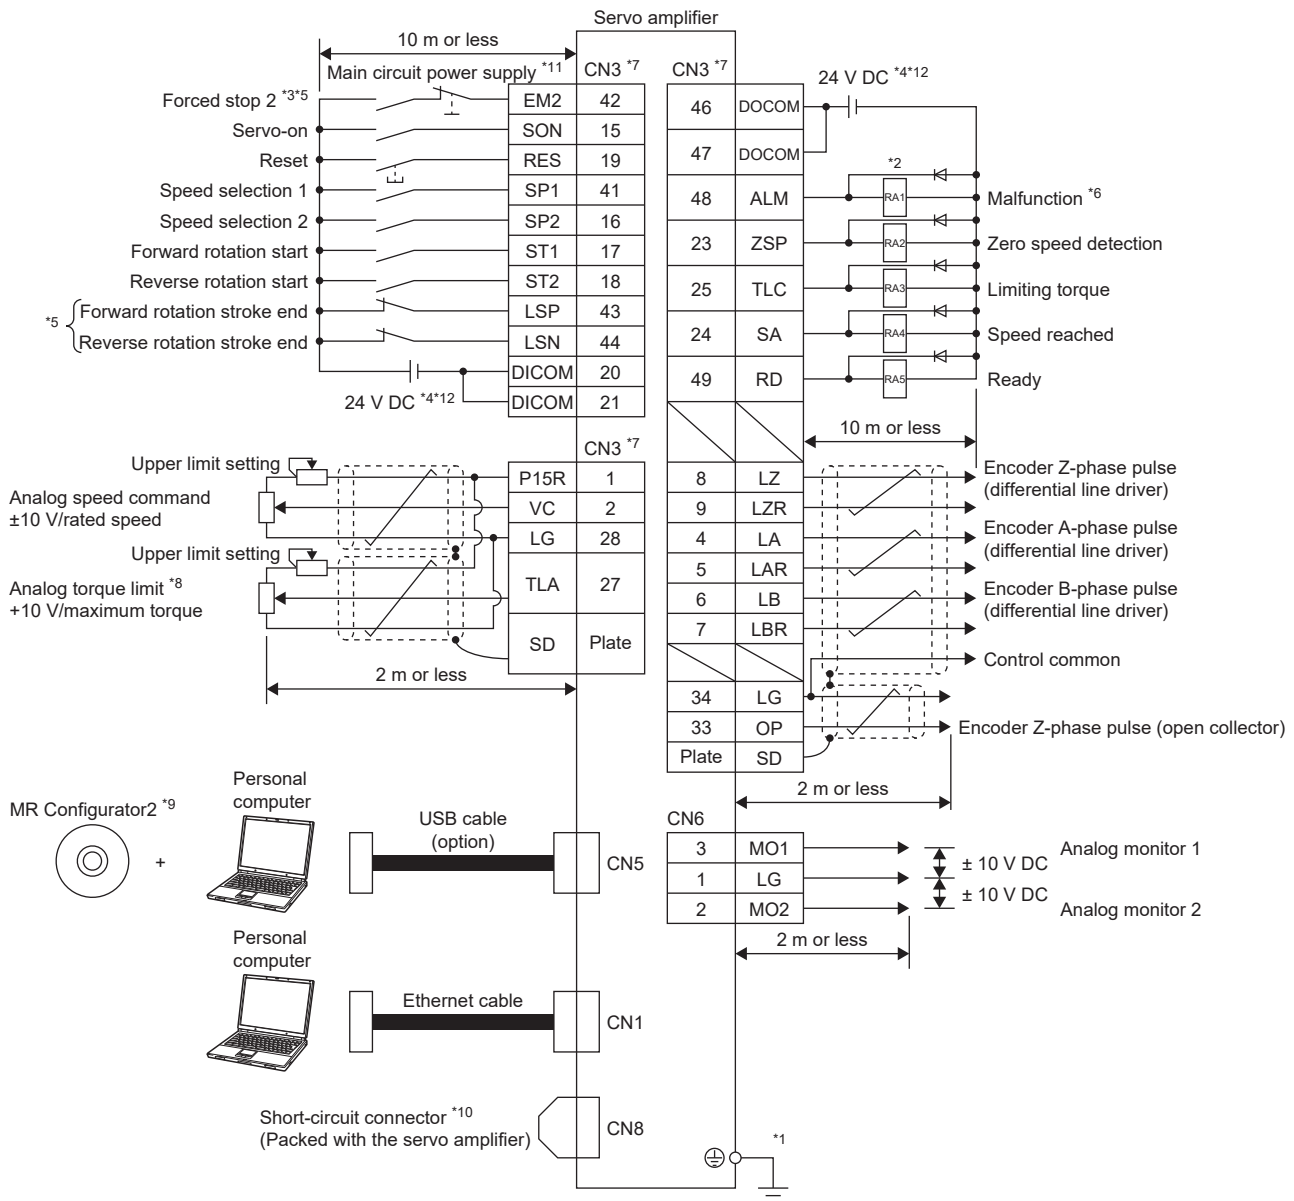 Servo amplifier
10 m or less
Main circuit power supply *11
CN3 *7
Forced stop 2 *3*5
EM2 42
Servo-on
SON 15
Reset
RES 19
Speed selection 1
SP1 41
Speed selection 2
SP2 16
Forward rotation start
ST1 17
Reverse rotation start
ST2 18
*5
Forward rotation stroke end
LSP 43
Reverse rotation stroke end
LSN 44
DICOM 20
24 V DC *4*12
DICOM 21
CN3 *7
24 V DC *4*12
46 DOCOM
47 DOCOM
*2
48 ALM
RA1
Malfunction *6
23 ZSP
RA2
Zero speed detection
25 TLC
RA3
Limiting torque
24 SA
RA4
Speed reached
49 RD
RA5
Ready
10 m or less
CN3 *7
Upper limit setting
P15R 1
Analog speed command
±10 V/rated speed
VC 2
LG 28
Upper limit setting
Analog torque limit *8
+10 V/maximum torque
TLA 27
SD Plate
2 m or less
8 LZ
Encoder Z-phase pulse
(differential line driver)
9 LZR
4 LA
Encoder A-phase pulse
(differential line driver)
5 LAR
6 LB
Encoder B-phase pulse
(differential line driver)
7 LBR
Control common
34 LG
33 OP
Encoder Z-phase pulse (open collector)
Plate SD
2 m or less
MR Configurator2 *9
+
Personal
computer
USB cable
(option)
CN5
CN6
3 MO1
Analog monitor 1
± 10 V DC
1 LG
± 10 V DC
2 MO2
Analog monitor 2
2 m or less
Personal
computer
Ethernet cable
CN1
Short-circuit connector *10
(Packed with the servo amplifier)
CN8
*1